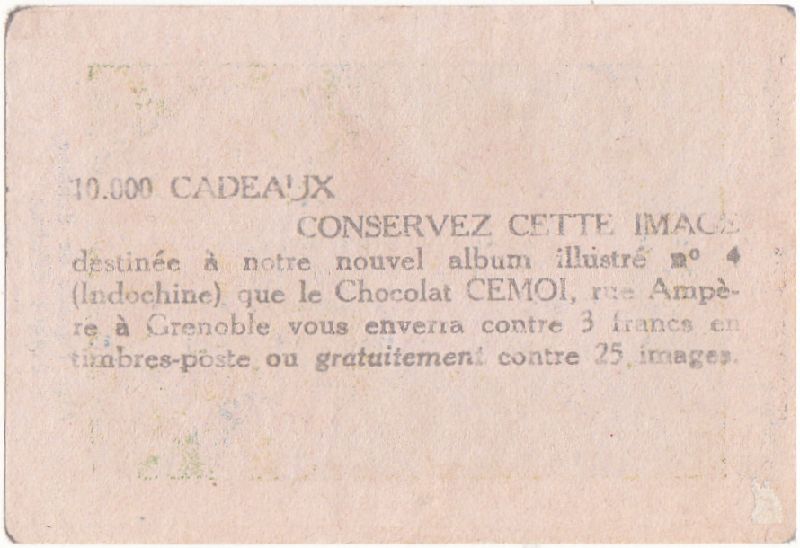 10.000 CADEAUX
CONSERVEZ CETTE IMAGE
destinée à notre nouvel album illustré nº 4
(Indochine) que le Chocolat CEMOI, rue Ampè-
re à Grenoble vous enverra contre 3 francs en
timbres-poste ou gratuitement contre 25 images.